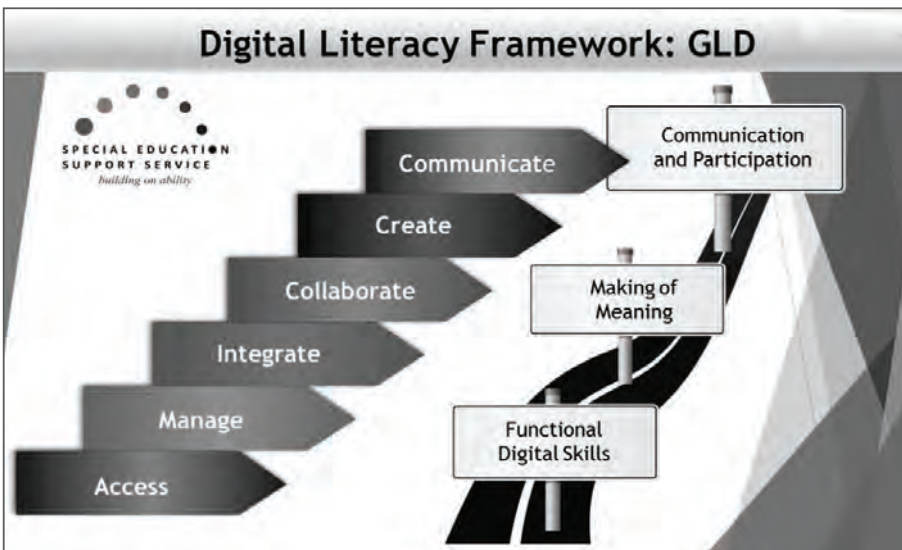 Digital Literacy Framework: GLD
SPECIAL EDUCATION
SUPPORT SERVICE
building on ability
Communicate
Create
Collaborate
Integrate
Manage
Access
Communication
and Participation
Making of
Meaning
Functional
Digital Skills